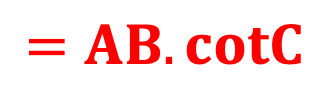 = AB. cotC